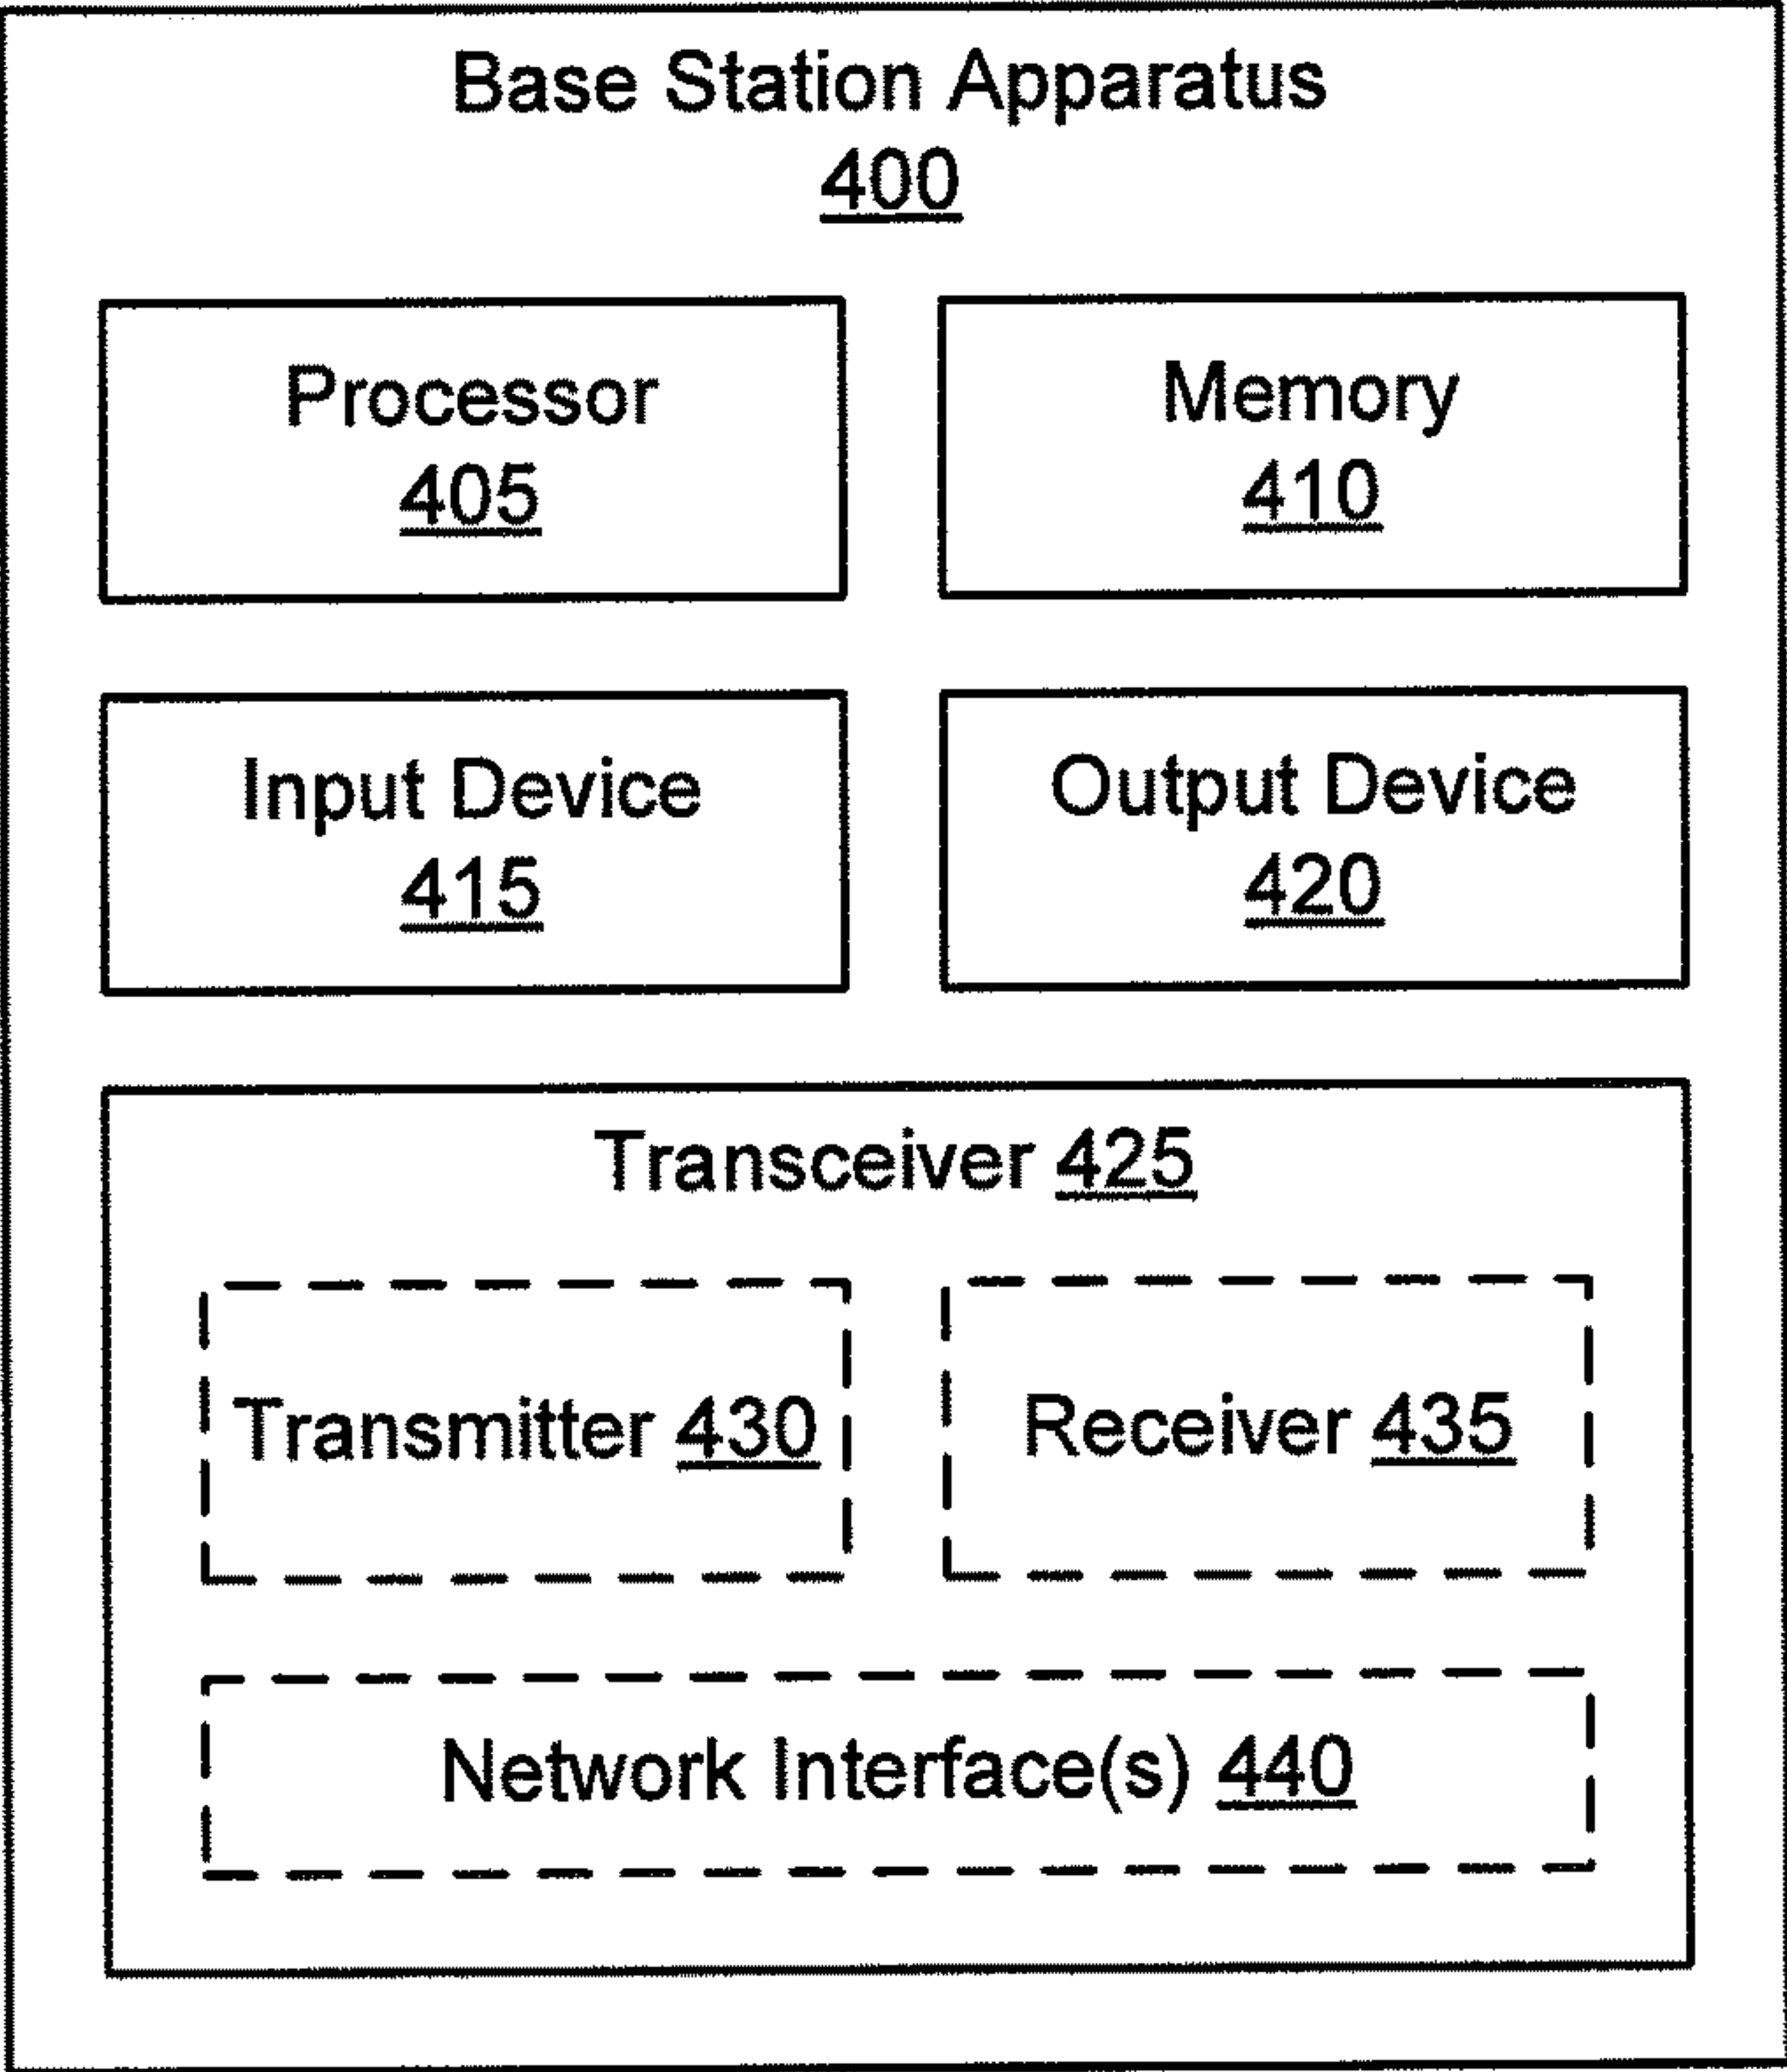 Base Station Apparatus
400
Processor
405
Memory
410
Input Device
415
Output Device
420
Transceiver 425
Transmitter 430
Receiver 435
Network Interface(s) 440